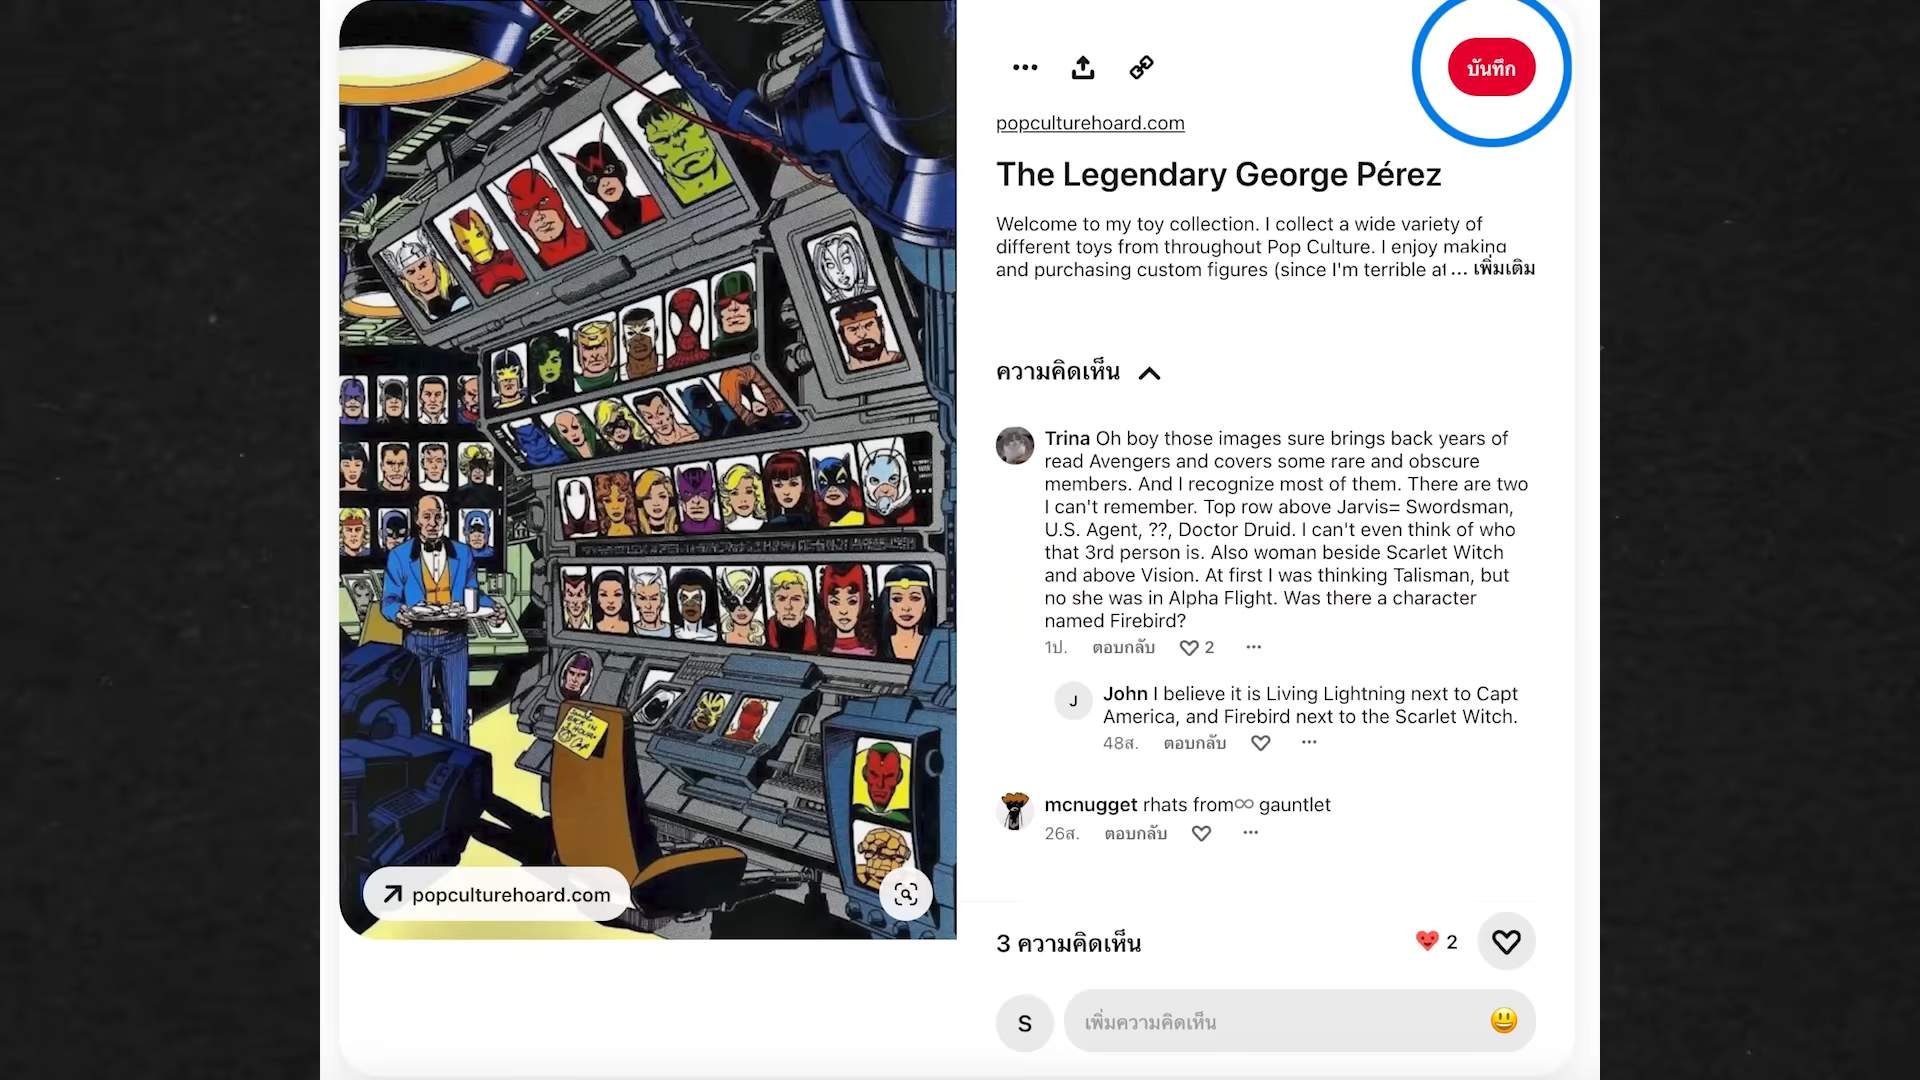 บันทึก
popculturehoard.com
The Legendary George Pérez
Welcome to my toy collection. I collect a wide variety of
different toys from throughout Pop Culture. I enjoy making
and purchasing custom figures (since I'm terrible at ... เพิ่มเติม
ความคิดเห็น
Trina Oh boy those images sure brings back years of
read Avengers and covers some rare and obscure
members. And I recognize most of them. There are two
I can't remember. Top row above Jarvis= Swordsman,
U.S. Agent, ??, Doctor Druid. I can't even think of who
that 3rd person is. Also woman beside Scarlet Witch
and above Vision. At first I was thinking Talisman, but
no she was in Alpha Flight. Was there a character
named Firebird?
1ป. ตอบกลับ 2
J
John I believe it is Living Lightning next to Capt
America, and Firebird next to the Scarlet Witch.
48ส. ตอบกลับ
mcnugget rhats from∞ gauntlet
26ส. ตอบกลับ
popculturehoard.com
3 ความคิดเห็น
2
S
เพิ่มความคิดเห็น